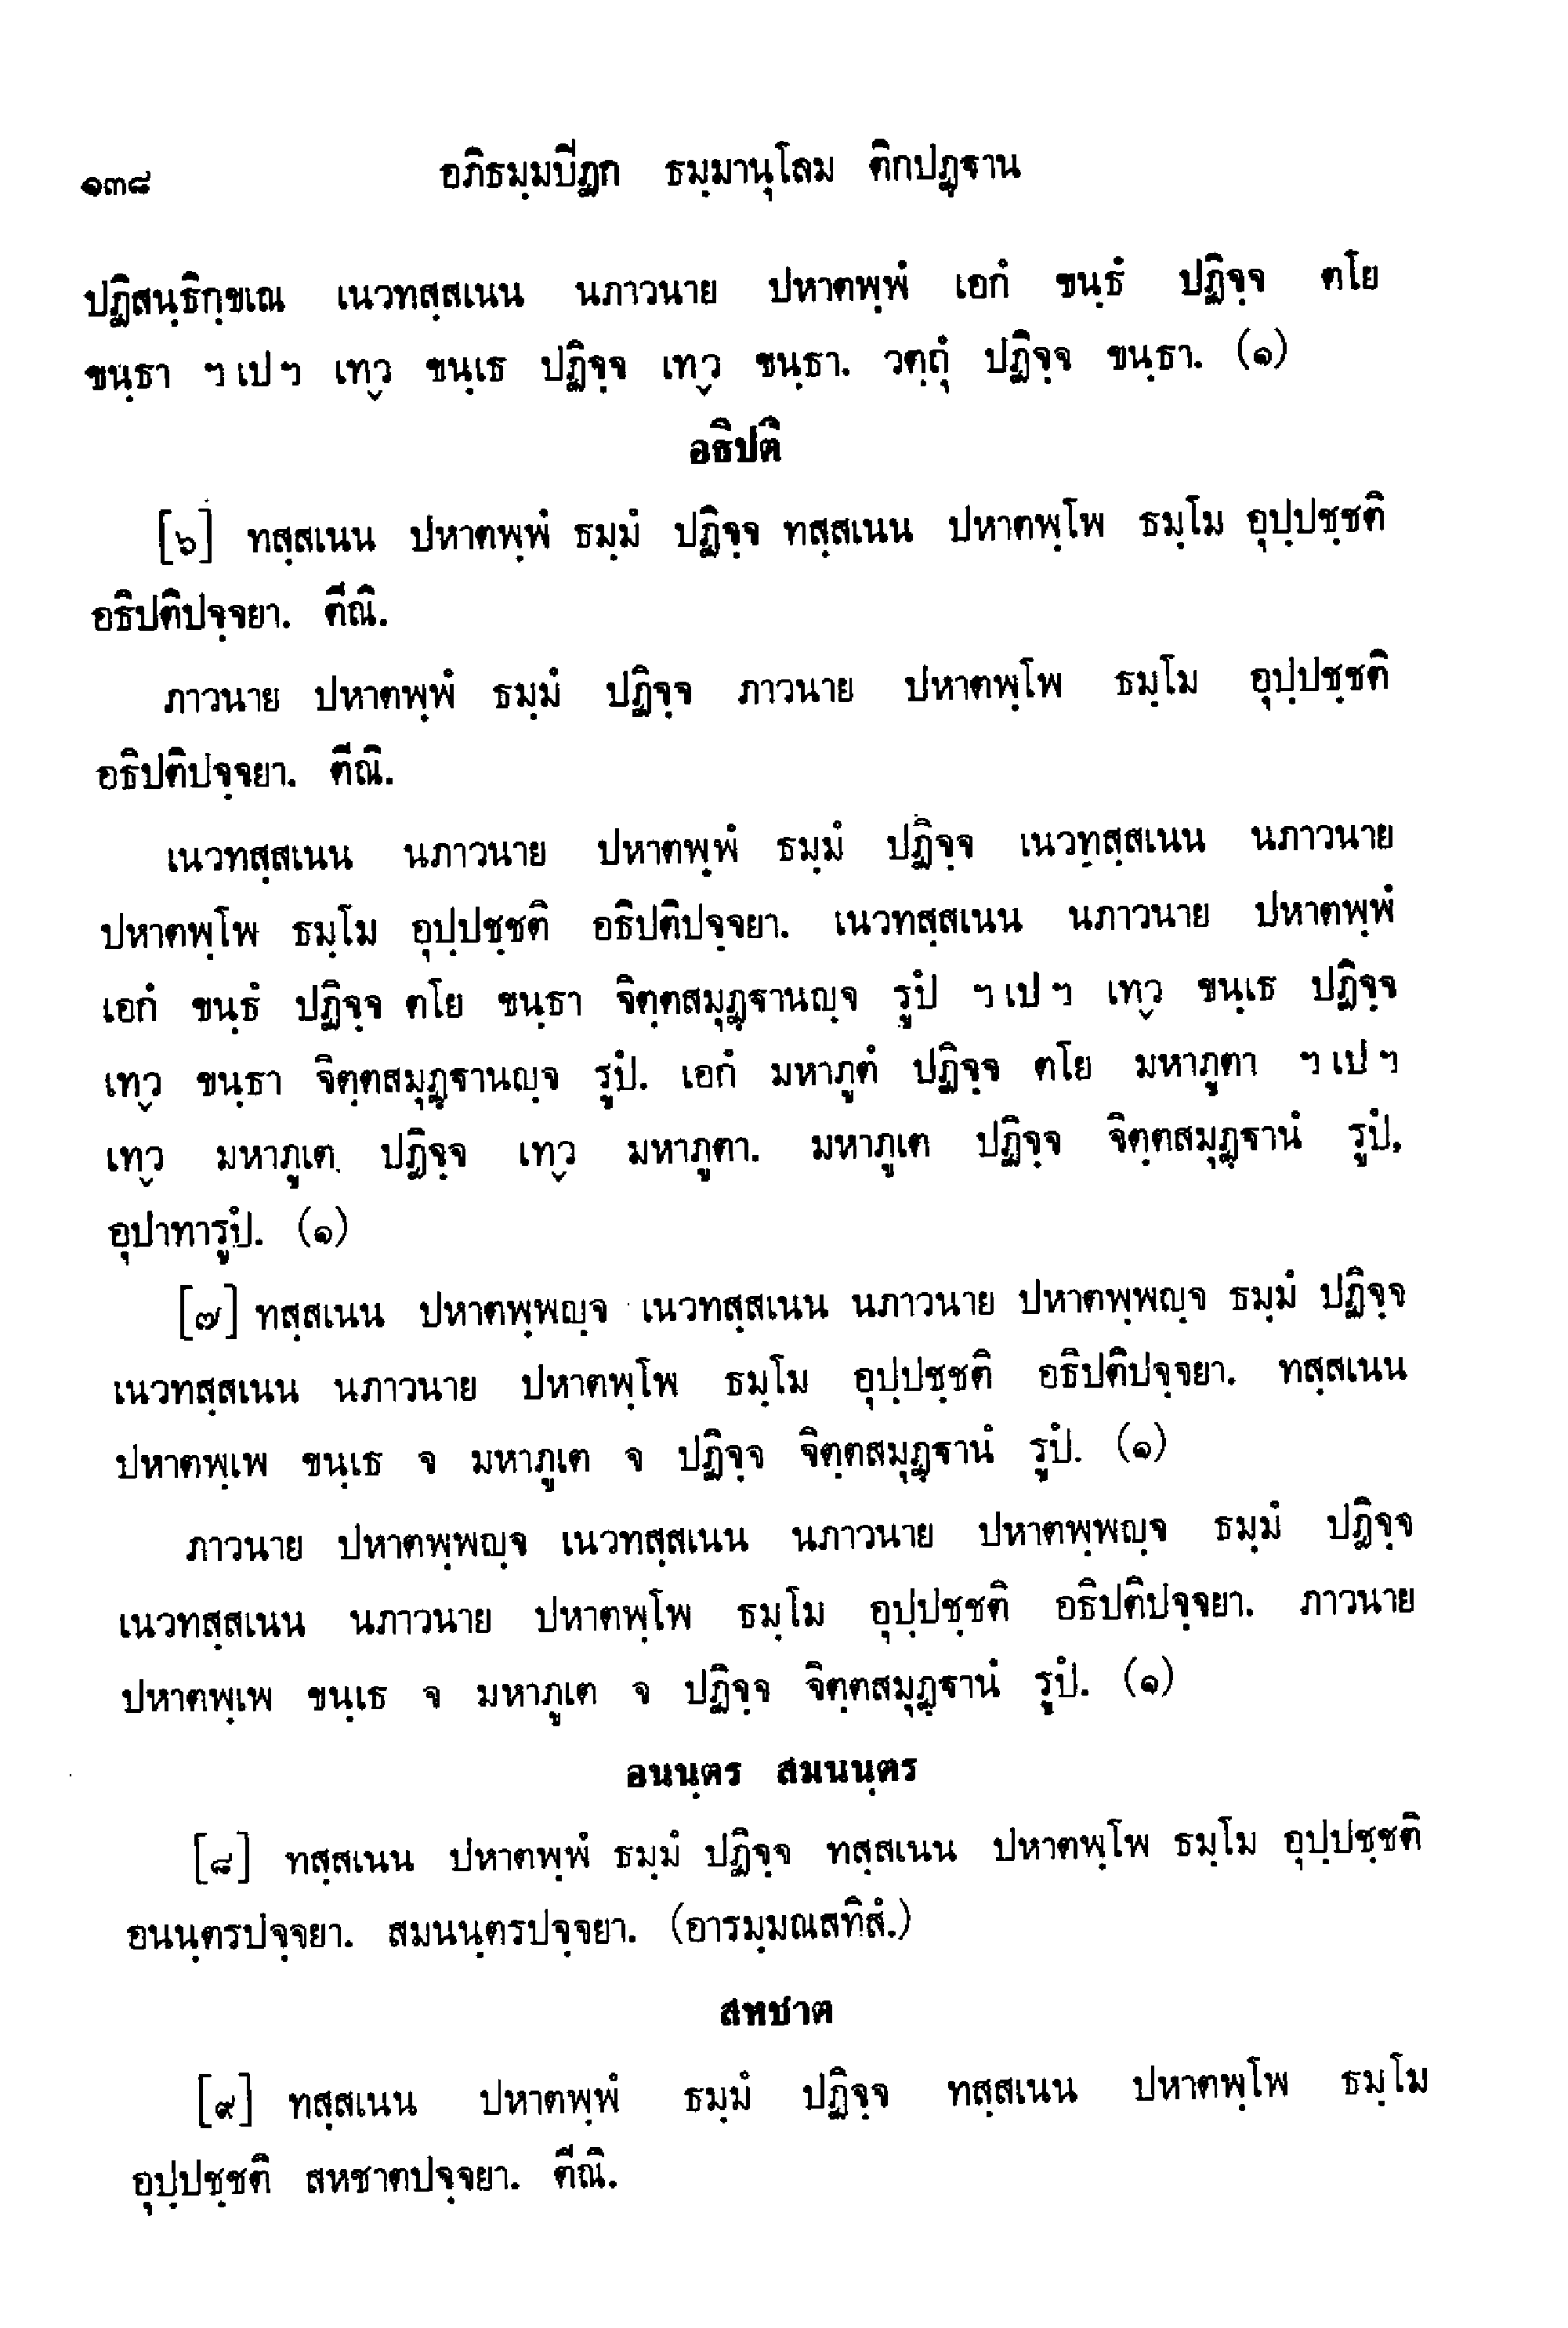 ๑๓๘ อภิธมฺมปิฏก ธมฺมานุโลม ติกปฏฺฐาน
ปฏิสนฺธิกฺขเณ เนวทสฺสเนน นภาวนาย ปหาตพฺพํ เอกํ ขนฺธํ ปฏิจฺจ ตโย
ขนฺธา ฯ เป ฯ เทฺว ขนฺเธ ปฏิจฺจ เทฺว ขนฺธา. วตฺถุํ ปฏิจฺจ ขนฺธา. (๑)
อธิปติ
[๖] ทสฺสเนน ปหาตพฺพํ ธมฺมํ ปฏิจฺจ ทสฺสเนน ปหาตพฺโพ ธมฺโม อุปฺปชฺชติ
อธิปติปจฺจยา. ตีณิ.
ภาวนาย ปหาตพฺพํ ธมฺมํ ปฏิจฺจ ภาวนาย ปหาตพฺโพ ธมฺโม อุปฺปชฺชติ
อธิปติปจฺจยา. ตีณิ.
เนวทสฺสเนน นภาวนาย ปหาตพฺพํ ธมฺมํ ปฏิจฺจ เนวทสฺสเนน นภาวนาย
ปหาตพฺโพ ธมฺโม อุปฺปชฺชติ อธิปติปจฺจยา. เนวทสฺสเนน นภาวนาย ปหาตพฺพํ
เอกํ ขนฺธํ ปฏิจฺจ ตโย ขนฺธา จิตฺตสมุฏฺฐานญฺจ รูปํ ฯ เป ฯ เทฺว ขนฺเธ ปฏิจฺจ
เทฺว ขนฺธา จิตฺตสมุฏฺฐานญฺจ รูปํ. เอกํ มหาภูตํ ปฏิจฺจ ตโย มหาภูตา ฯ เป ฯ
เทฺว มหาภูเต ปฏิจฺจ เทฺว มหาภูตา. มหาภูเต ปฏิจฺจ จิตฺตสมุฏฺฐานํ รูปํ,
อุปาทารูปํ. (๑)
[๗] ทสฺสเนน ปหาตพฺพญฺจ เนวทสฺสเนน นภาวนาย ปหาตพฺพญฺจ ธมฺมํ ปฏิจฺจ
เนวทสฺสเนน นภาวนาย ปหาตพฺโพ ธมฺโม อุปฺปชฺชติ อธิปติปจฺจยา. ทสฺสเนน
ปหาตพฺเพ ขนฺเธ จ มหาภูเต จ ปฏิจฺจ จิตฺตสมุฏฺฐานํ รูปํ. (๑)
ภาวนาย ปหาตพฺพญฺจ เนวทสฺสเนน นภาวนาย ปหาตพฺพญฺจ ธมฺมํ ปฏิจฺจ
เนวทสฺสเนน นภาวนาย ปหาตพฺโพ ธมฺโม อุปฺปชฺชติ อธิปติปจฺจยา. ภาวนาย
ปหาตพฺเพ ขนฺเธ จ มหาภูเต จ ปฏิจฺจ จิตฺตสมุฏฺฐานํ รูปํ. (๑)
อนนฺตร สมนนฺตร
[๘] ทสฺสเนน ปหาตพฺพํ ธมฺมํ ปฏิจฺจ ทสฺสเนน ปหาตพฺโพ ธมฺโม อุปฺปชฺชติ
อนนฺตรปจฺจยา. สมนนฺตรปจฺจยา. (อารมฺมณสทิสํ.)
สหชาต
[๙] ทสฺสเนน ปหาตพฺพํ ธมฺมํ ปฏิจฺจ ทสฺสเนน ปหาตพฺโพ ธมฺโม
อุปฺปชฺชติ สหชาตปจฺจยา. ตีณิ.